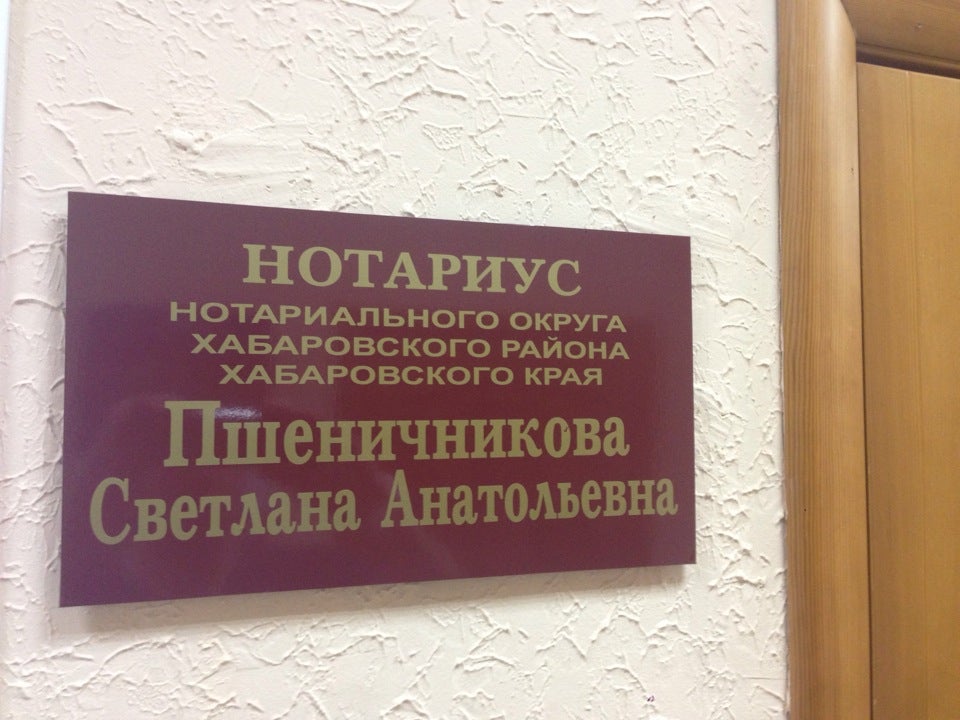 НОТАРИУС
НОТАРИАЛЬНОГО ОКРУГА
ХАБАРОВСКОГО РАЙОНА
ХАБАРОВСКОГО КРАЯ
Пшеничникова
Светлана Анатольевна